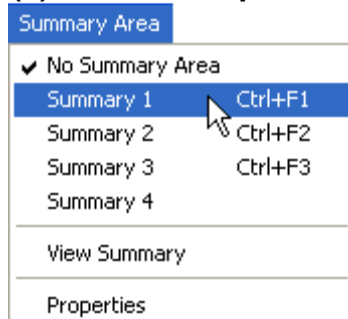 Summary Area
No Summary Area
Summary 1 Ctrl+F1
Summary 2 Ctrl+F2
Summary 3 Ctrl+F3
Summary 4
View Summary
Properties